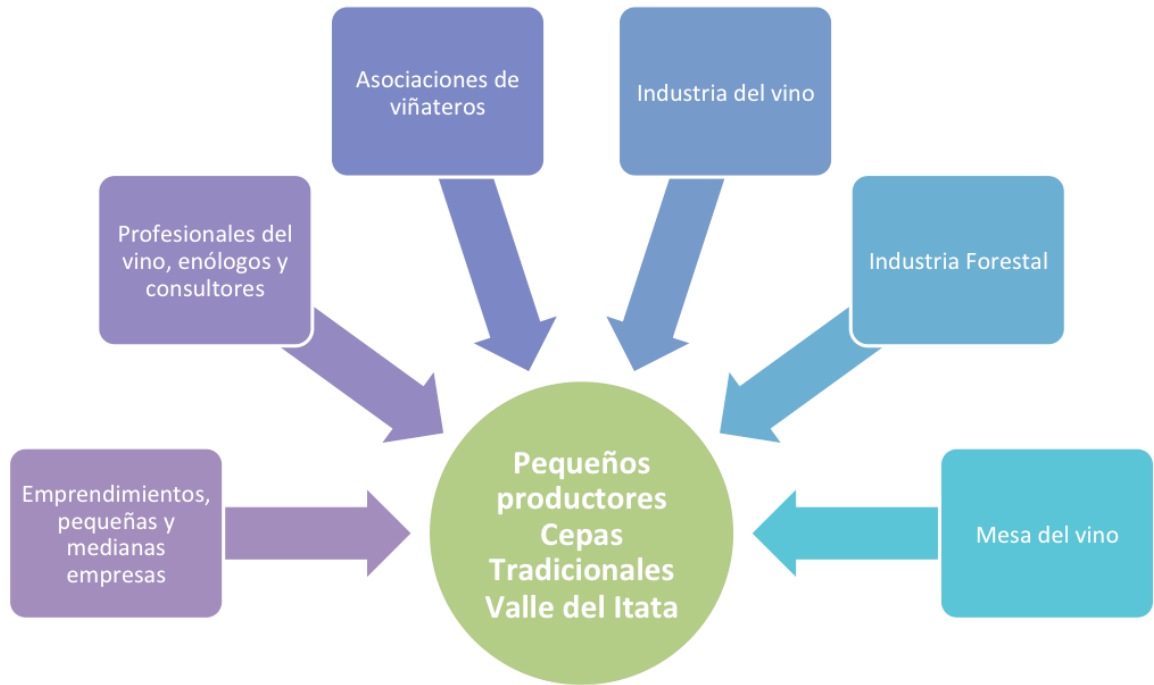 Asociaciones de
viñateros
Industria del vino
Profesionales del
vino, enólogos y
consultores
Industria Forestal
Emprendimientos,
pequeñas y
medianas
empresas
Pequeños
productores
Cepas
Tradicionales
Valle del Itata
Mesa del vino